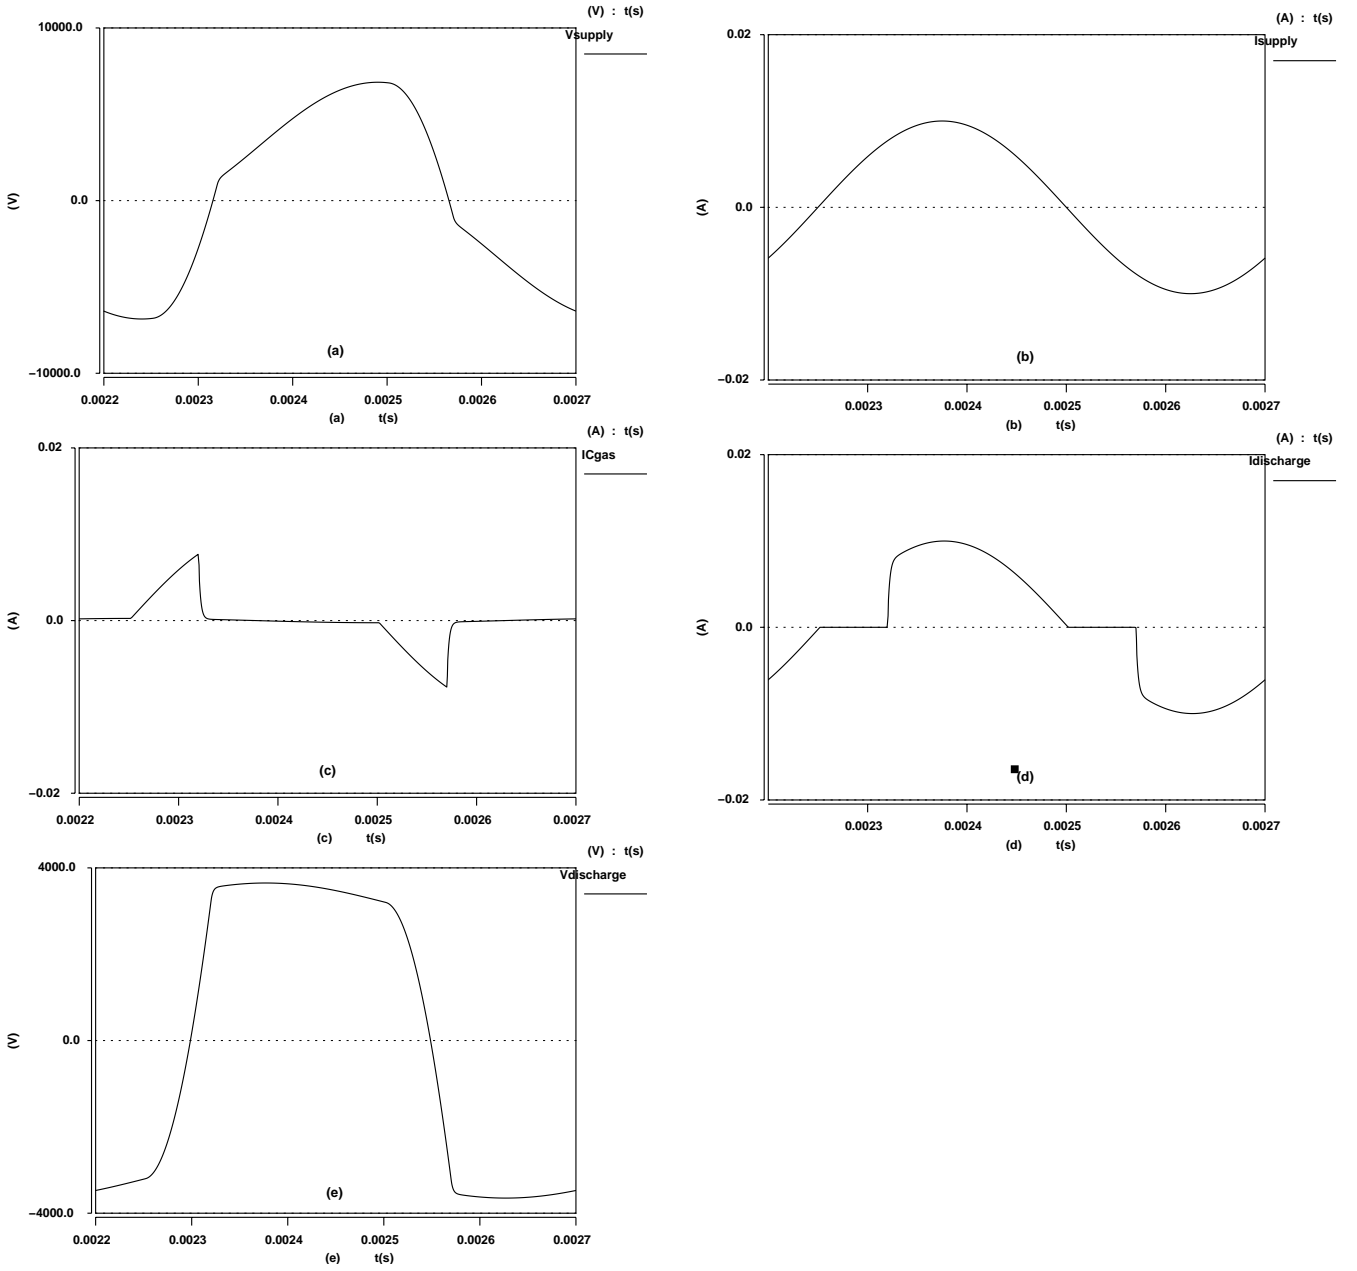 (V) : t(s)
Vsupply
10000.0
0.0
−10000.0
(V)
(a)
0.0022 0.0023 0.0024 0.0025 0.0026 0.0027
(a) t(s)
(A) : t(s)
Isupply
0.02
0.0
−0.02
(A)
(b)
0.0023 0.0024 0.0025 0.0026 0.0027
(b) t(s)
(A) : t(s)
ICgas
0.02
0.0
−0.02
(A)
(c)
0.0022 0.0023 0.0024 0.0025 0.0026 0.0027
(c) t(s)
(A) : t(s)
Idischarge
0.02
0.0
−0.02
(A)
(d)
0.0023 0.0024 0.0025 0.0026 0.0027
(d) t(s)
(V) : t(s)
Vdischarge
4000.0
0.0
−4000.0
(V)
(e)
0.0022 0.0023 0.0024 0.0025 0.0026 0.0027
(e) t(s)